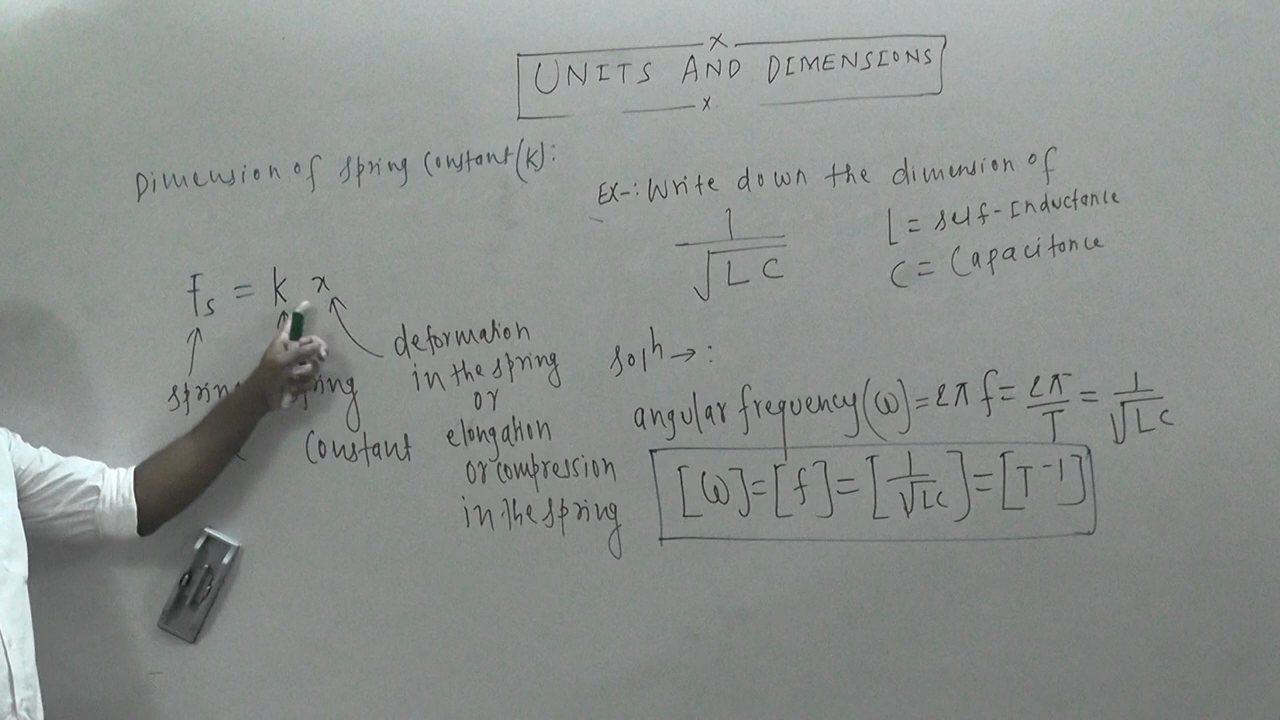 UNITS AND DIMENSIONS
Dimension of spring constant(k):
fs = k x
constant
deformation
in the spring
or
elongation
or compression
in the spring
Ex-: Write down the dimension of
1/√LC
L = self-Inductance
C = Capacitance
solⁿ→:
angular frequency(ω)=2πf=2π/T=1/√LC
[ω]=[f]=[1/√LC]=[T⁻¹]